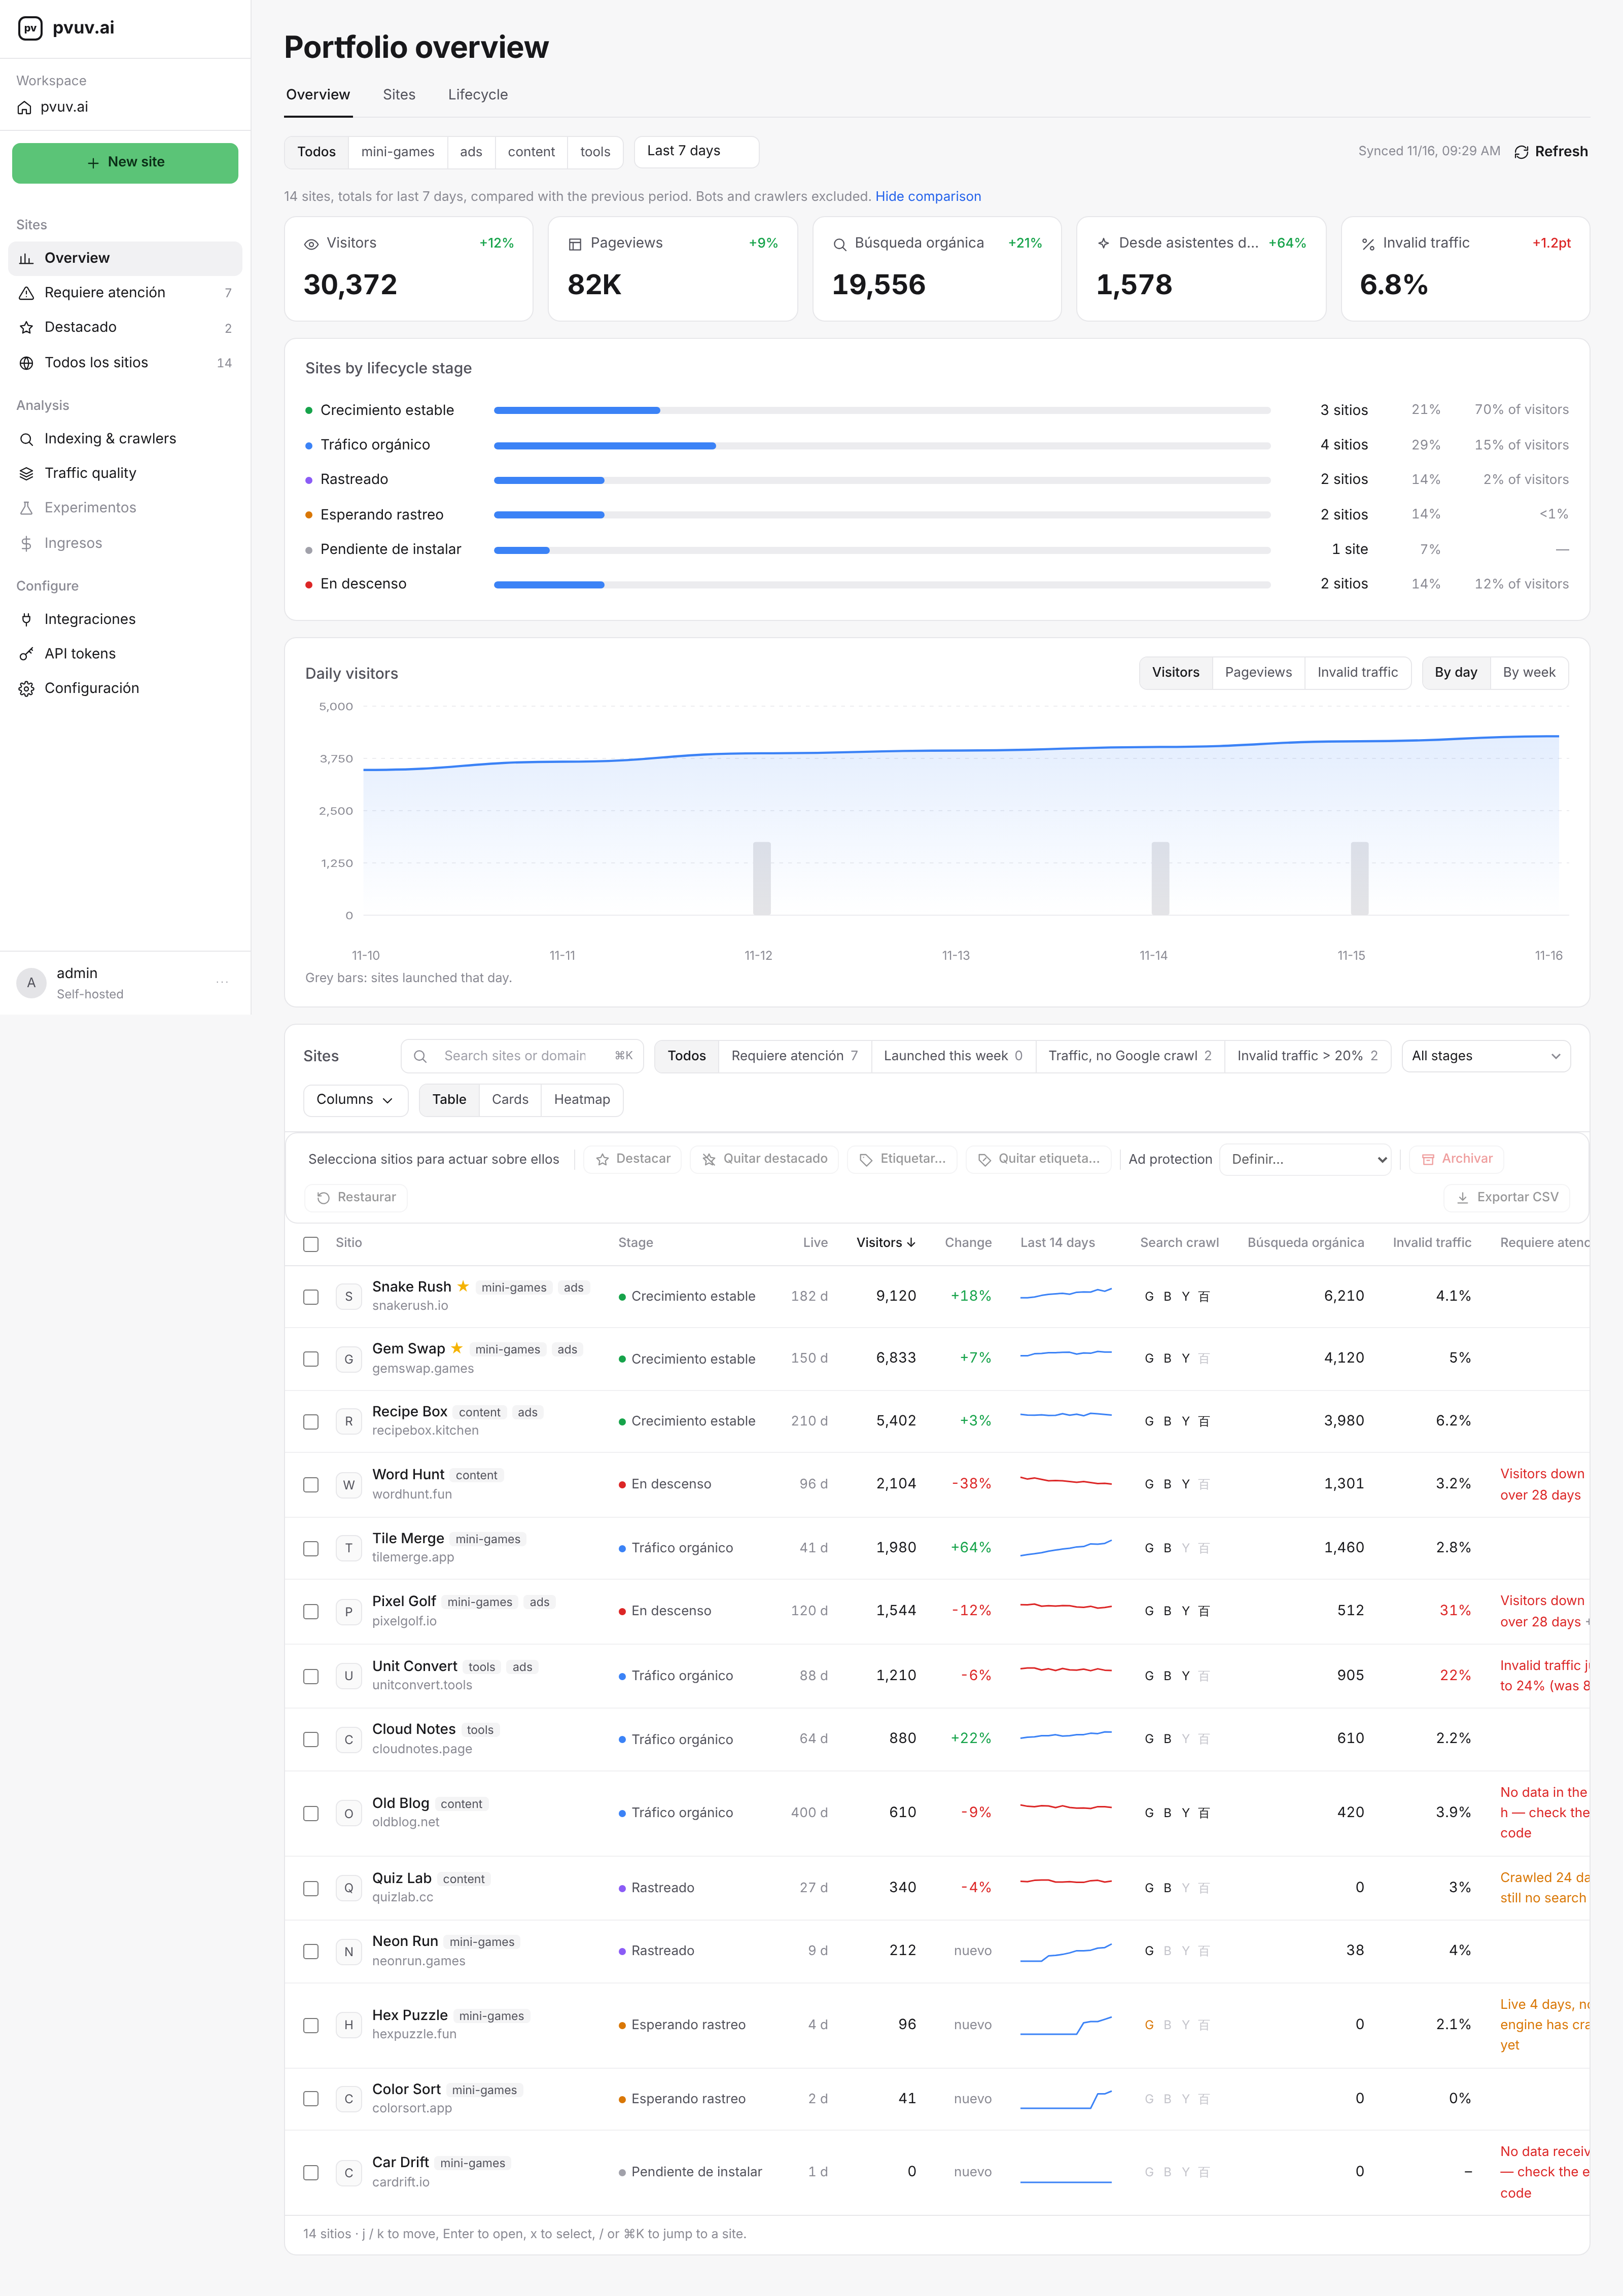 pv pvuv.ai
Workspace
pvuv.ai
+ New site
Sites
Overview
Requiere atención 7
Destacado 2
Todos los sitios 14
Analysis
Indexing & crawlers
Traffic quality
Experimentos
Ingresos
Configure
Integraciones
API tokens
Configuración
A admin
Self-hosted
Portfolio overview
Overview Sites Lifecycle
Todos mini-games ads content tools Last 7 days Synced 11/16, 09:29 AM Refresh
14 sites, totals for last 7 days, compared with the previous period. Bots and crawlers excluded. Hide comparison
Visitors +12% Pageviews +9% Búsqueda orgánica +21% Desde asistentes d... +64% Invalid traffic +1.2pt
30,372 82K 19,556 1,578 6.8%
Sites by lifecycle stage
Crecimiento estable 3 sitios 21% 70% of visitors
Tráfico orgánico 4 sitios 29% 15% of visitors
Rastreado 2 sitios 14% 2% of visitors
Esperando rastreo 2 sitios 14% <1%
Pendiente de instalar 1 site 7% —
En descenso 2 sitios 14% 12% of visitors
Daily visitors Visitors Pageviews Invalid traffic By day By week
5,000
3,750
2,500
1,250
0
11-10 11-11 11-12 11-13 11-14 11-15 11-16
Grey bars: sites launched that day.
Sites Search sites or domain ⌘K Todos Requiere atención 7 Launched this week 0 Traffic, no Google crawl 2 Invalid traffic > 20% 2 All stages
Columns Table Cards Heatmap
Selecciona sitios para actuar sobre ellos Destacar Quitar destacado Etiquetar... Quitar etiqueta... Ad protection Definir... Archivar
Restaurar Exportar CSV
Sitio Stage Live Visitors ↓ Change Last 14 days Search crawl Búsqueda orgánica Invalid traffic Requiere atenc
S Snake Rush ★ mini-games ads Crecimiento estable 182 d 9,120 +18% G B Y 百 6,210 4.1%
snakerush.io
G Gem Swap ★ mini-games ads Crecimiento estable 150 d 6,833 +7% G B Y 百 4,120 5%
gemswap.games
R Recipe Box content ads Crecimiento estable 210 d 5,402 +3% G B Y 百 3,980 6.2%
recipebox.kitchen
W Word Hunt content En descenso 96 d 2,104 -38% G B Y 百 1,301 3.2% Visitors down
wordhunt.fun over 28 days
T Tile Merge mini-games Tráfico orgánico 41 d 1,980 +64% G B Y 百 1,460 2.8%
tilemerge.app
P Pixel Golf mini-games ads En descenso 120 d 1,544 -12% G B Y 百 512 31% Visitors down
pixelgolf.io over 28 days +
U Unit Convert tools ads Tráfico orgánico 88 d 1,210 -6% G B Y 百 905 22% Invalid traffic
unitconvert.tools to 24% (was 8
C Cloud Notes tools Tráfico orgánico 64 d 880 +22% G B Y 百 610 2.2%
cloudnotes.page
O Old Blog content Tráfico orgánico 400 d 610 -9% G B Y 百 420 3.9% No data in the
oldblog.net h — check the
code
Q Quiz Lab content Rastreado 27 d 340 -4% G B Y 百 0 3% Crawled 24 da
quizlab.cc still no search
N Neon Run mini-games Rastreado 9 d 212 nuevo G B Y 百 38 4%
neonrun.games
H Hex Puzzle mini-games Esperando rastreo 4 d 96 nuevo G B Y 百 0 2.1% Live 4 days, no
hexpuzzle.fun engine has cra
yet
C Color Sort mini-games Esperando rastreo 2 d 41 nuevo G B Y 百 0 0%
colorsort.app
C Car Drift mini-games Pendiente de instalar 1 d 0 nuevo G B Y 百 0 – No data receiv
cardrift.io — check the e
code
14 sitios · j / k to move, Enter to open, x to select, / or ⌘K to jump to a site.